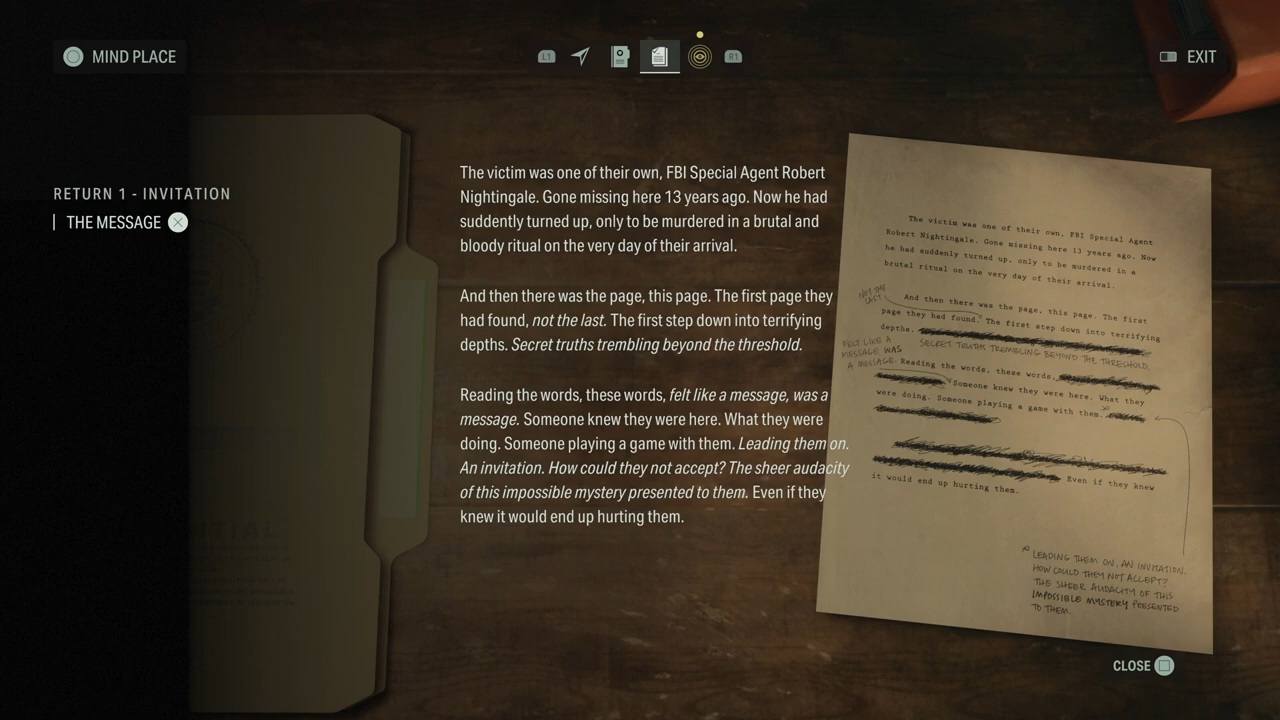 MIND PLACE
L1
R1
EXIT
RETURN 1 - INVITATION
THE MESSAGE
The victim was one of their own, FBI Special Agent Robert
Nightingale. Gone missing here 13 years ago. Now he had
suddently turned up, only to be murdered in a brutal and
bloody ritual on the very day of their arrival.
And then there was the page, this page. The first page they
had found, not the last. The first step down into terrifying
depths. Secret truths trembling beyond the threshold.
Reading the words, these words, felt like a message, was a
message. Someone knew they were here. What they were
doing. Someone playing a game with them. Leading them on.
An invitation. How could they not accept? The sheer audacity
of this impossible mystery presented to them. Even if they
knew it would end up hurting them.
The victim was one of their own, FBI Special Agent
Robert Nightingale. Gone missing here 13 years ago. Now
he had suddenly turned up, only to be murdered in a
brutal ritual on the very day of their arrival.
NOT THE
LAST
And then there was the page, this page. The first
page they had found. The first step down into terrifying
depths.
SECRET TRUTHS TREMBLING BEYOND THE THRESHOLD.
FELT LIKE A
MESSAGE WAS
A MESSAGE.
Reading the words, these words,
Someone knew they were here. What they
were doing. Someone playing a game with them.
Even if they knew
it would end up hurting them.
LEADING THEM ON, AN INVITATION.
HOW COULD THEY NOT ACCEPT?
THE SHEER AUDACITY OF THIS
IMPOSSIBLE MYSTERY PRESENTED
TO THEM.
CLOSE